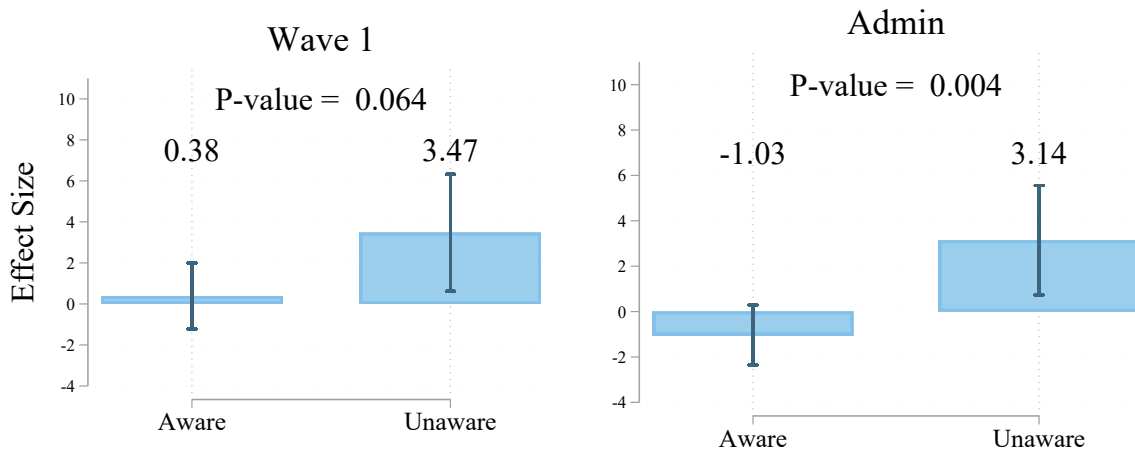 Wave 1
P-value = 0.064
0.38
3.47
Effect Size
10
8
6
4
2
0
-2
-4
Aware
Unaware
Admin
P-value = 0.004
-1.03
3.14
10
8
6
4
2
0
-2
-4
Aware
Unaware